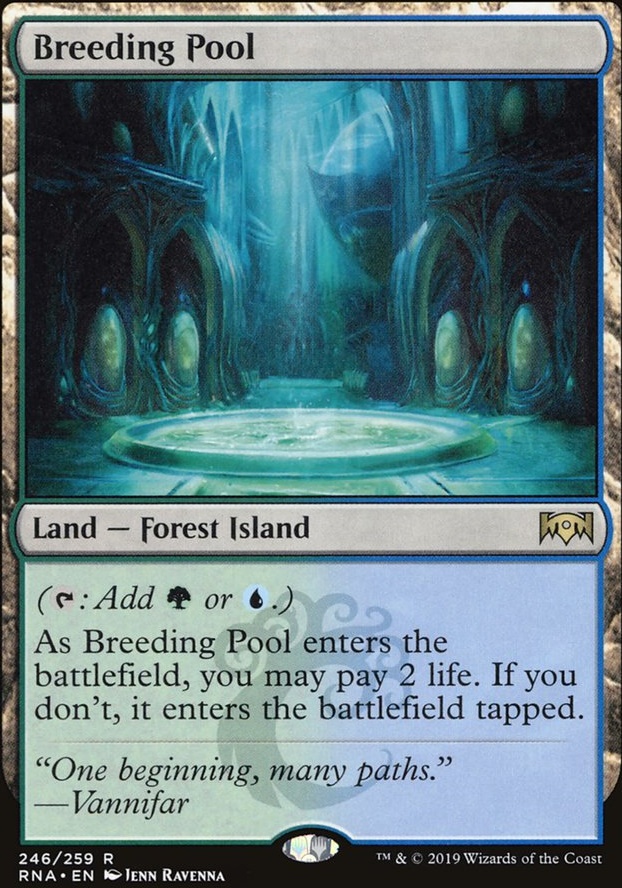 Breeding Pool
Land — Forest Island
( : Add or .)
As Breeding Pool enters the
battlefield, you may pay 2 life. If you
don't, it enters the battlefield tapped.
“One beginning, many paths.”
—Vannifar
246/259 R
RNA • EN Jenn Ravenna
™ & © 2019 Wizards of the Coast